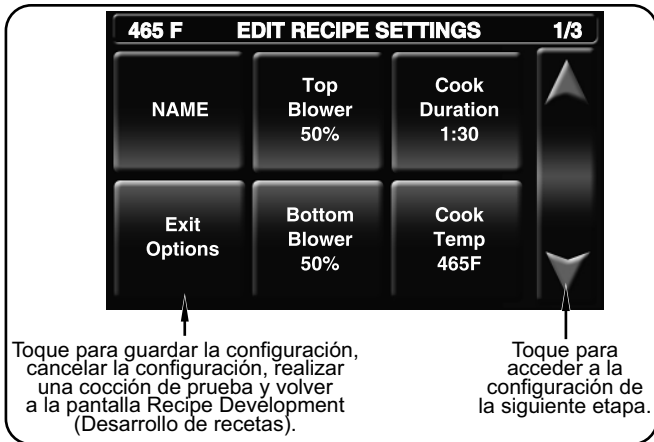 465 F EDIT RECIPE SETTINGS 1/3
NAME
Top
Blower
50%
Cook
Duration
1:30
Exit
Options
Bottom
Blower
50%
Cook
Temp
465F
Toque para guardar la configuración,
cancelar la configuración, realizar
una cocción de prueba y volver
a la pantalla Recipe Development
(Desarrollo de recetas).
Toque para
acceder a la
configuración de
la siguiente etapa.